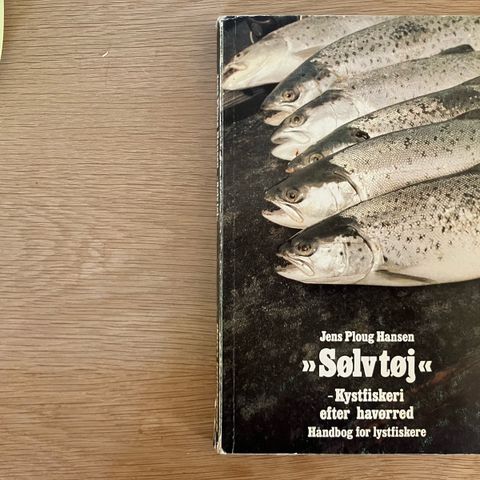 Jens Ploug Hansen
»Sølvtøj«
- Kystfiskeri
efter havørred
Håndbog for lystfiskere